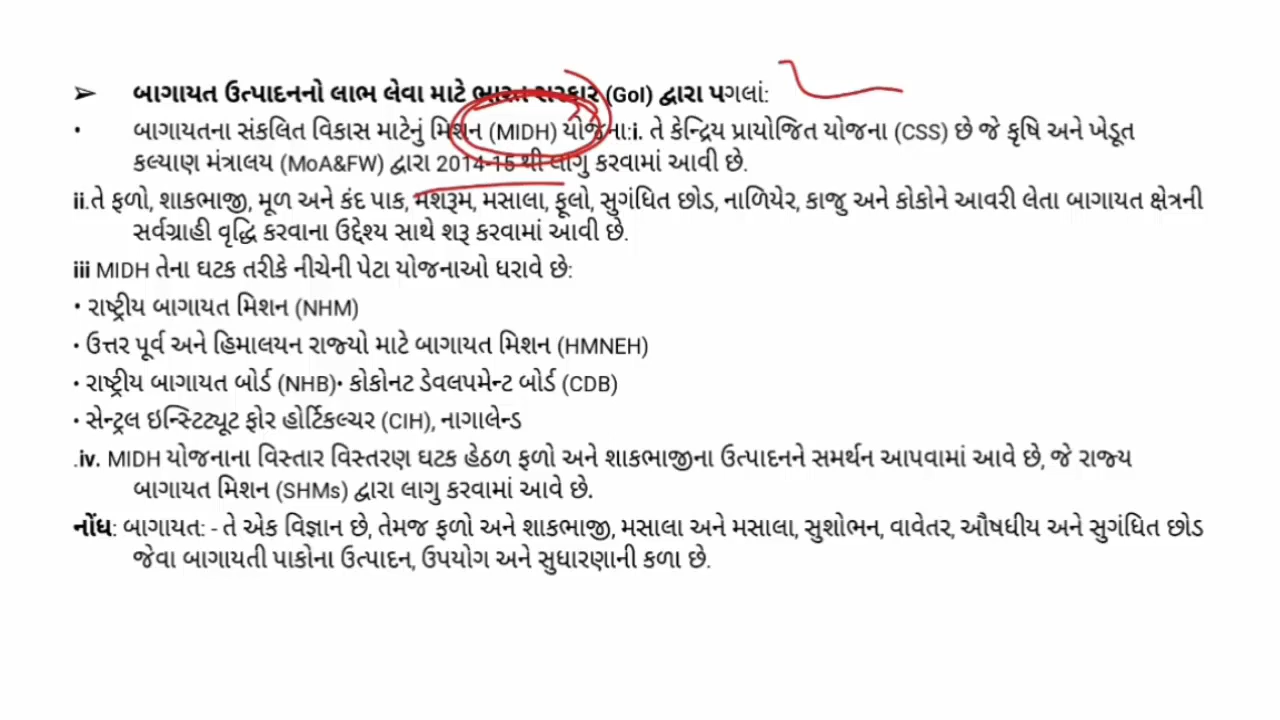 ➢ બાગાયત ઉત્પાદનનો લાભ લેવા માટે ભારત સરકાર (GoI) દ્વારા પગલાં:
• બાગાયતના સંકલિત વિકાસ માટેનું મિશન (MIDH) યોજના:i. તે કેન્દ્રિય પ્રાયોજિત યોજના (CSS) છે જે કૃષિ અને ખેડૂત
કલ્યાણ મંત્રાલય (MoA&FW) દ્વારા 2014-15 થી લાગુ કરવામાં આવી છે.
ii.તે ફળો, શાકભાજી, મૂળ અને કંદ પાક, મશરૂમ, મસાલા, ફૂલો, સુગંધિત છોડ, નાળિયેર, કાજુ અને કોકોને આવરી લેતા બાગાયત ક્ષેત્રની
સર્વગ્રાહી વૃદ્ધિ કરવાના ઉદ્દેશ્ય સાથે શરૂ કરવામાં આવી છે.
iii MIDH તેના ઘટક તરીકે નીચેની પેટા યોજનાઓ ધરાવે છે:
• રાષ્ટ્રીય બાગાયત મિશન (NHM)
• ઉત્તર પૂર્વ અને હિમાલયન રાજ્યો માટે બાગાયત મિશન (HMNEH)
• રાષ્ટ્રીય બાગાયત બોર્ડ (NHB)• કોકોનટ ડેવલપમેન્ટ બોર્ડ (CDB)
• સેન્ટ્રલ ઇન્સ્ટિટ્યૂટ ફોર હોર્ટિકલ્ચર (CIH), નાગાલેન્ડ
.iv. MIDH યોજનાના વિસ્તાર વિસ્તરણ ઘટક હેઠળ ફળો અને શાકભાજીના ઉત્પાદનને સમર્થન આપવામાં આવે છે, જે રાજ્ય
બાગાયત મિશન (SHMs) દ્વારા લાગુ કરવામાં આવે છે.
નોંધ: બાગાયત: - તે એક વિજ્ઞાન છે, તેમજ ફળો અને શાકભાજી, મસાલા અને મસાલા, સુશોભન, વાવેતર, ઔષધીય અને સુગંધિત છોડ
જેવા બાગાયતી પાકોના ઉત્પાદન, ઉપયોગ અને સુધારણાની કળા છે.